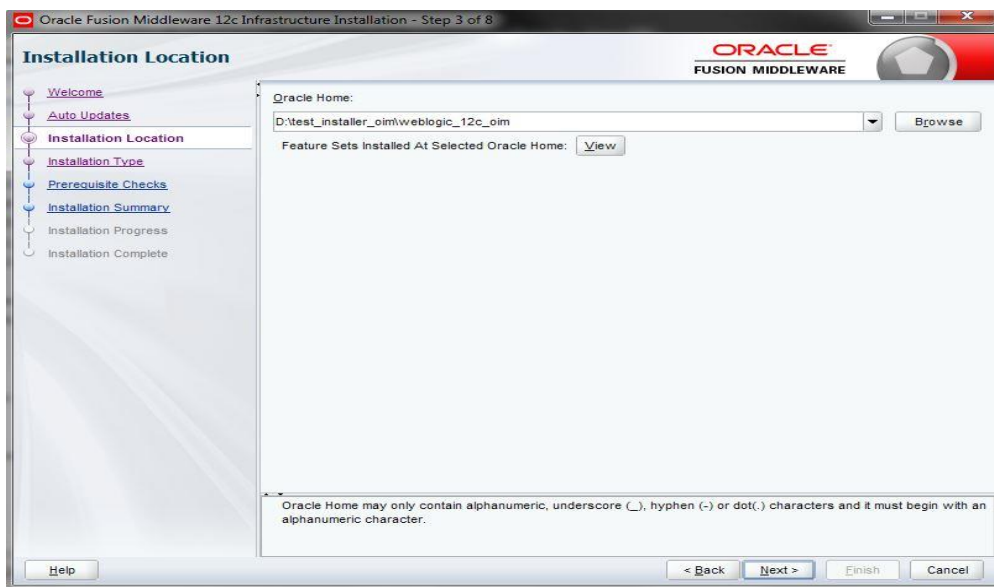 Oracle Fusion Middleware 12c Infrastructure Installation - Step 3 of 8
Installation Location
ORACLE
FUSION MIDDLEWARE
Welcome
Auto Updates
Installation Location
Installation Type
Prerequisite Checks
Installation Summary
Installation Progress
Installation Complete
Oracle Home:
D:\test_installer_oim\weblogic_12c_oim
Browse
Feature Sets Installed At Selected Oracle Home: View
Oracle Home may only contain alphanumeric, underscore (_), hyphen (-) or dot(.) characters and it must begin with an
alphanumeric character.
Help
< Back
Next >
Finish
Cancel